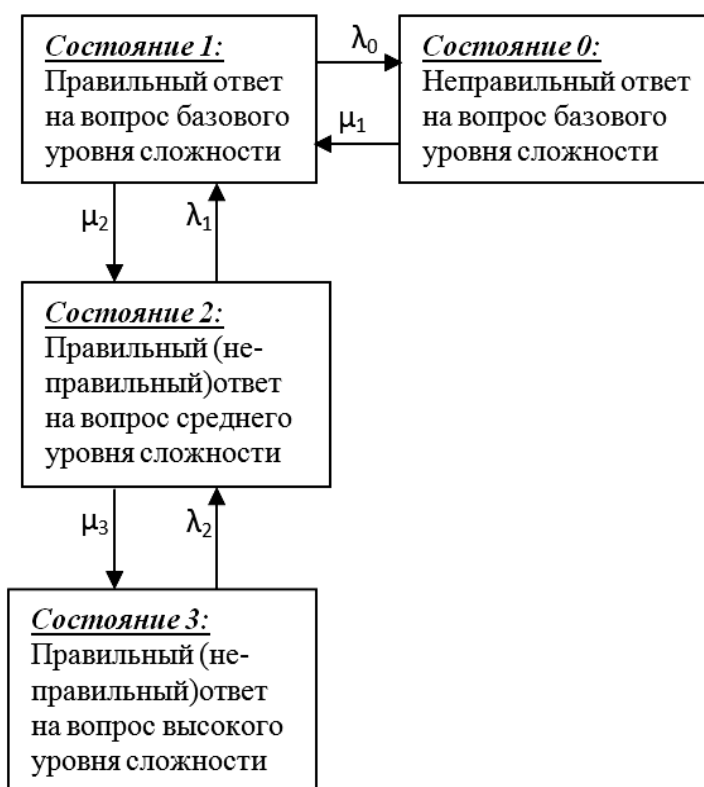 Состояние 1:
Правильный ответ
на вопрос базового
уровня сложности
λ0
μ1
Состояние 0:
Неправильный ответ
на вопрос базового
уровня сложности
μ2
λ1
Состояние 2:
Правильный (не-
правильный)ответ
на вопрос среднего
уровня сложности
μ3
λ2
Состояние 3:
Правильный (не-
правильный)ответ
на вопрос высокого
уровня сложности